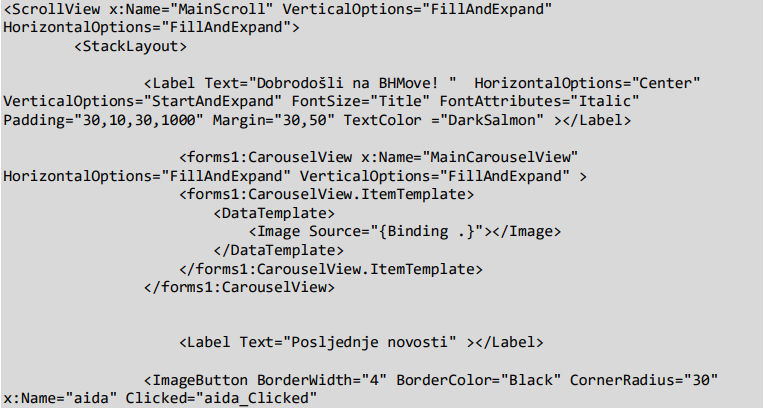 <ScrollView x:Name="MainScroll" VerticalOptions="FillAndExpand"
HorizontalOptions="FillAndExpand">
<StackLayout>
<Label Text="Dobrodošli na BHMove! "  HorizontalOptions="Center"
VerticalOptions="StartAndExpand" FontSize="Title" FontAttributes="Italic"
Padding="30,10,30,1000" Margin="30,50" TextColor ="DarkSalmon" ></Label>
<forms1:CarouselView x:Name="MainCarouselView"
HorizontalOptions="FillAndExpand" VerticalOptions="FillAndExpand" >
<forms1:CarouselView.ItemTemplate>
<DataTemplate>
<Image Source="{Binding .}"></Image>
</DataTemplate>
</forms1:CarouselView.ItemTemplate>
</forms1:CarouselView>
<Label Text="Posljednje novosti" ></Label>
<ImageButton BorderWidth="4" BorderColor="Black" CornerRadius="30"
x:Name="aida" Clicked="aida_Clicked"